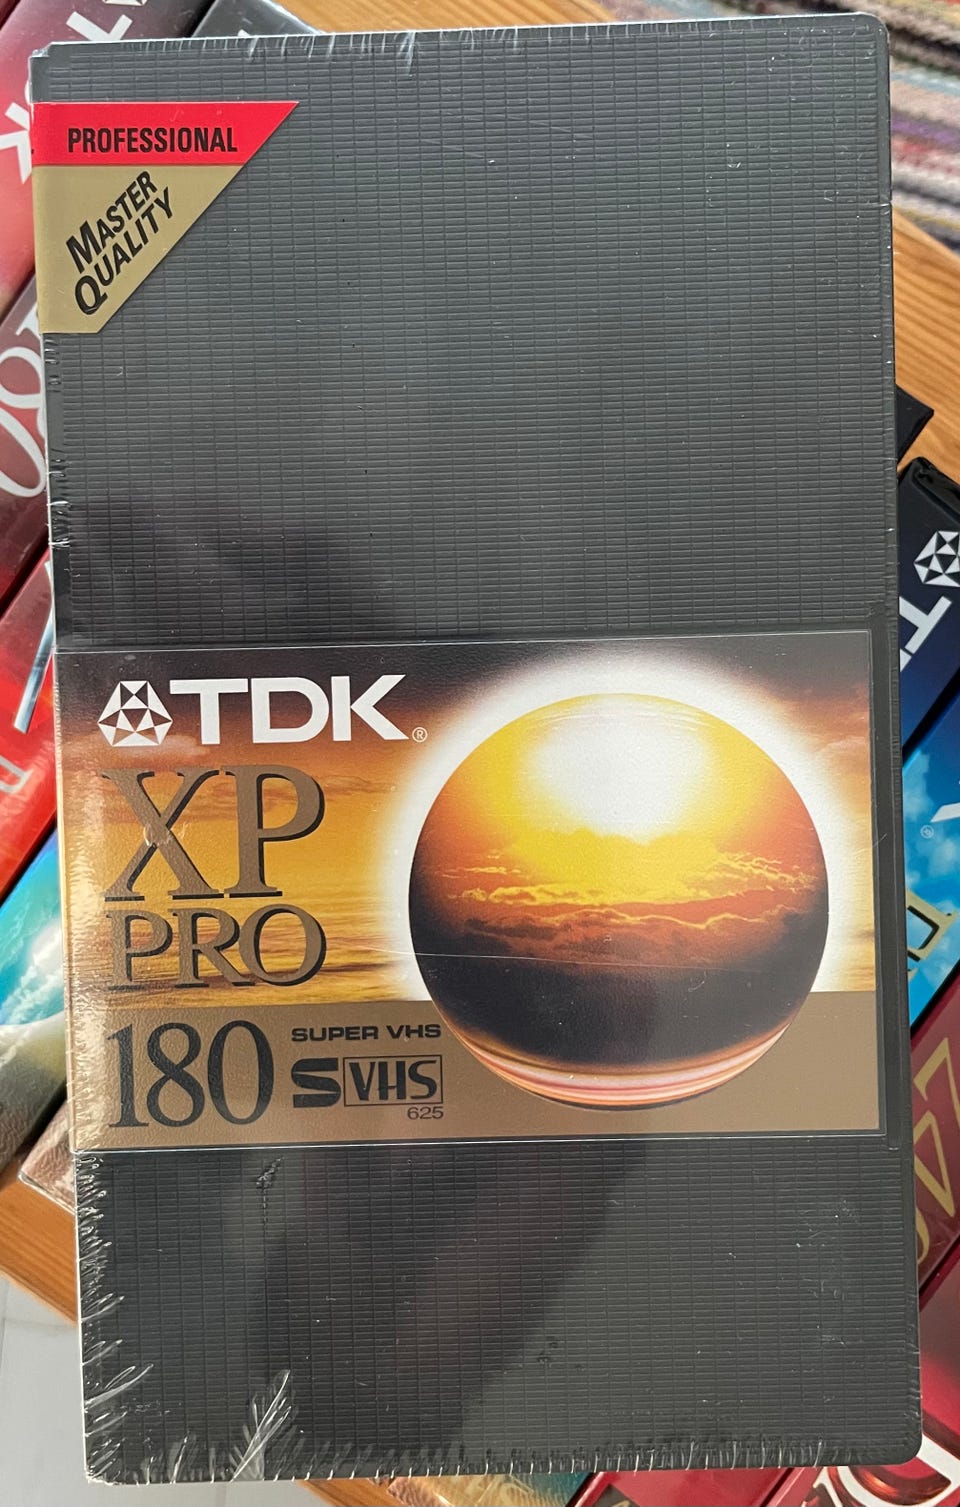 PROFESSIONAL
MASTER
QUALITY
TDK®
XP
PRO
180
SUPER VHS
S VHS
625